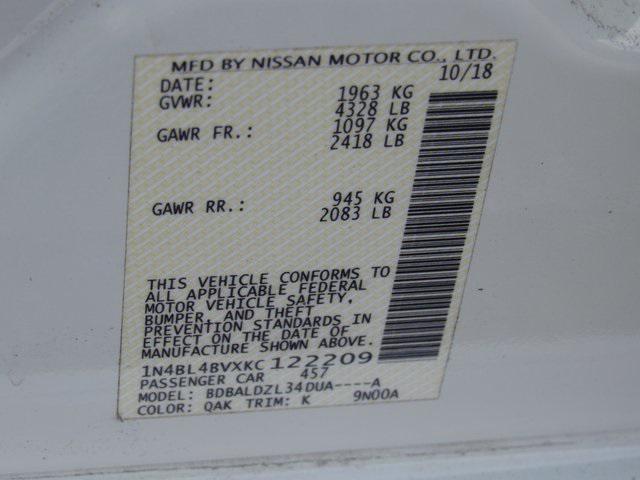 MFD BY NISSAN MOTOR CO., LTD.
DATE: 10/18
GVWR: 1963 KG
4328 LB
GAWR FR.: 1097 KG
2418 LB
GAWR RR.: 945 KG
2083 LB
THIS VEHICLE CONFORMS TO
ALL APPLICABLE FEDERAL
MOTOR VEHICLE SAFETY,
BUMPER, AND THEFT
PREVENTION STANDARDS IN
EFFECT ON THE DATE OF
MANUFACTURE SHOWN ABOVE.
1N4BL4BVXKC122209
PASSENGER CAR 457
MODEL: BDBALDZL34DUA----A
COLOR: QAK TRIM: K 9N00A